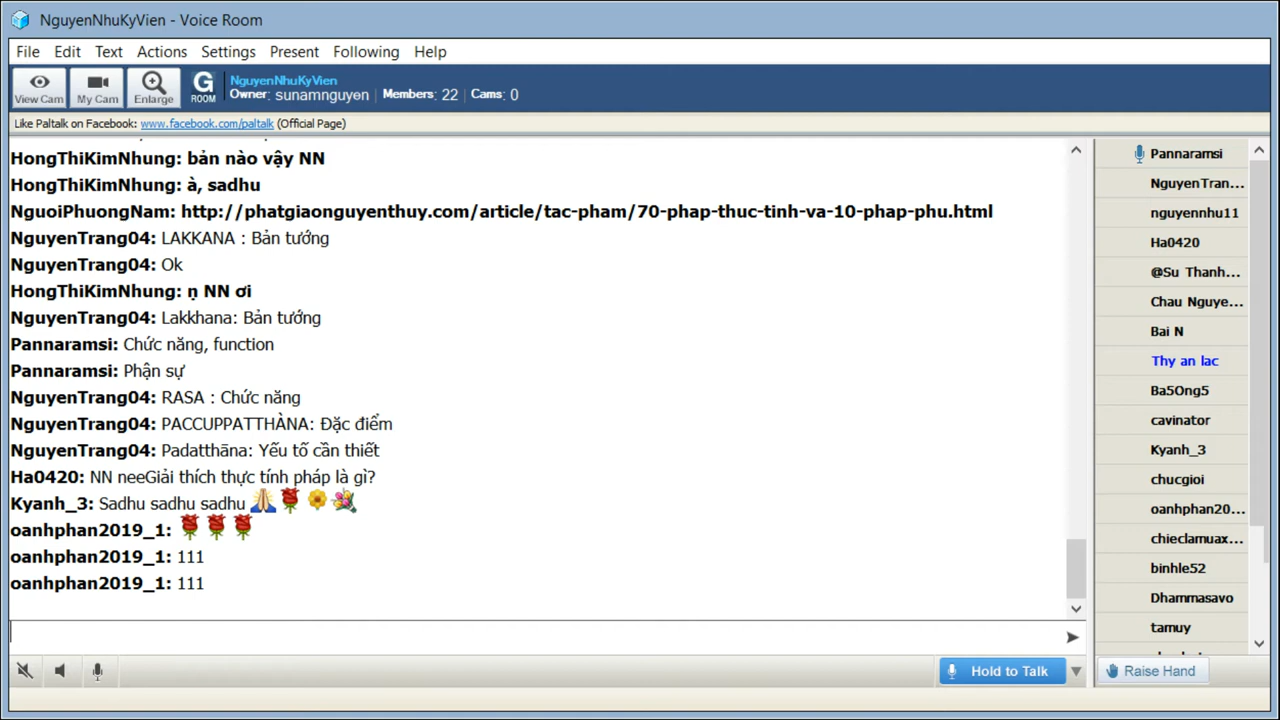 NguyenNhuKyVien - Voice Room
File Edit Text Actions Settings Present Following Help
View Cam
My Cam
Enlarge
G ROOM
NguyenNhuKyVien
Owner: sunamnguyen | Members: 22 | Cams: 0
Like Paltalk on Facebook: www.facebook.com/paltalk (Official Page)
HongThiKimNhung: bản nào vậy NN
HongThiKimNhung: à, sadhu
NguoiPhuongNam: http://phatgiaonguyenthuy.com/article/tac-pham/70-phap-thuc-tinh-va-10-phap-phu.html
NguyenTrang04: LAKKANA : Bản tướng
NguyenTrang04: Ok
HongThiKimNhung: ṇ NN ơi
NguyenTrang04: Lakkhana: Bản tướng
Pannaramsi: Chức năng, function
Pannaramsi: Phận sự
NguyenTrang04: RASA : Chức năng
NguyenTrang04: PACCUPPATTHÀNA: Đặc điểm
NguyenTrang04: Padatthāna: Yếu tố cần thiết
Ha0420: NN neeGiải thích thực tính pháp là gì?
Kyanh_3: Sadhu sadhu sadhu
oanhphan2019_1:
oanhphan2019_1: 111
oanhphan2019_1: 111
Pannaramsi
NguyenTran...
nguyennhu11
Ha0420
@Su Thanh...
Chau Nguye...
Bai N
Thy an lac
Ba5Ong5
cavinator
Kyanh_3
chucgioi
oanhphan20...
chieclamuax...
binhle52
Dhammasavo
tamuy
Hold to Talk
Raise Hand